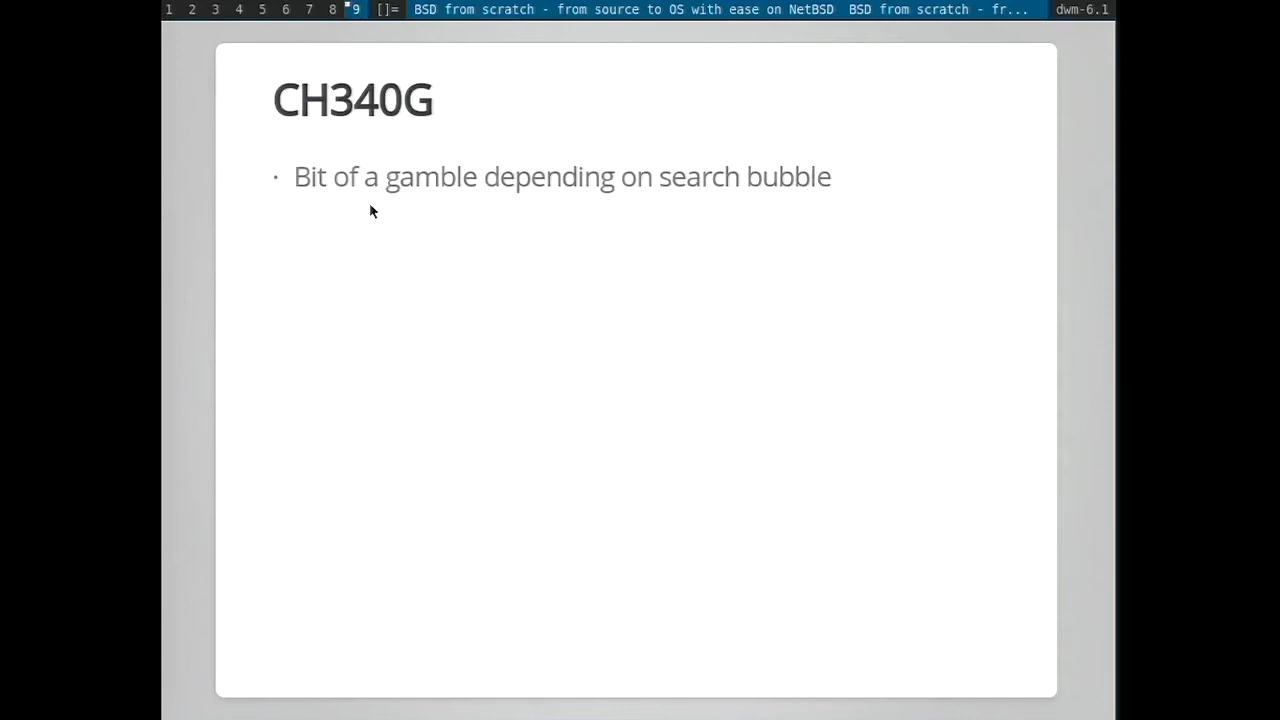 1 2 3 4 5 6 7 8 9 []= BSD from scratch - from source to OS with ease on NetBSD BSD from scratch - fr... dwm-6.1
CH340G
· Bit of a gamble depending on search bubble